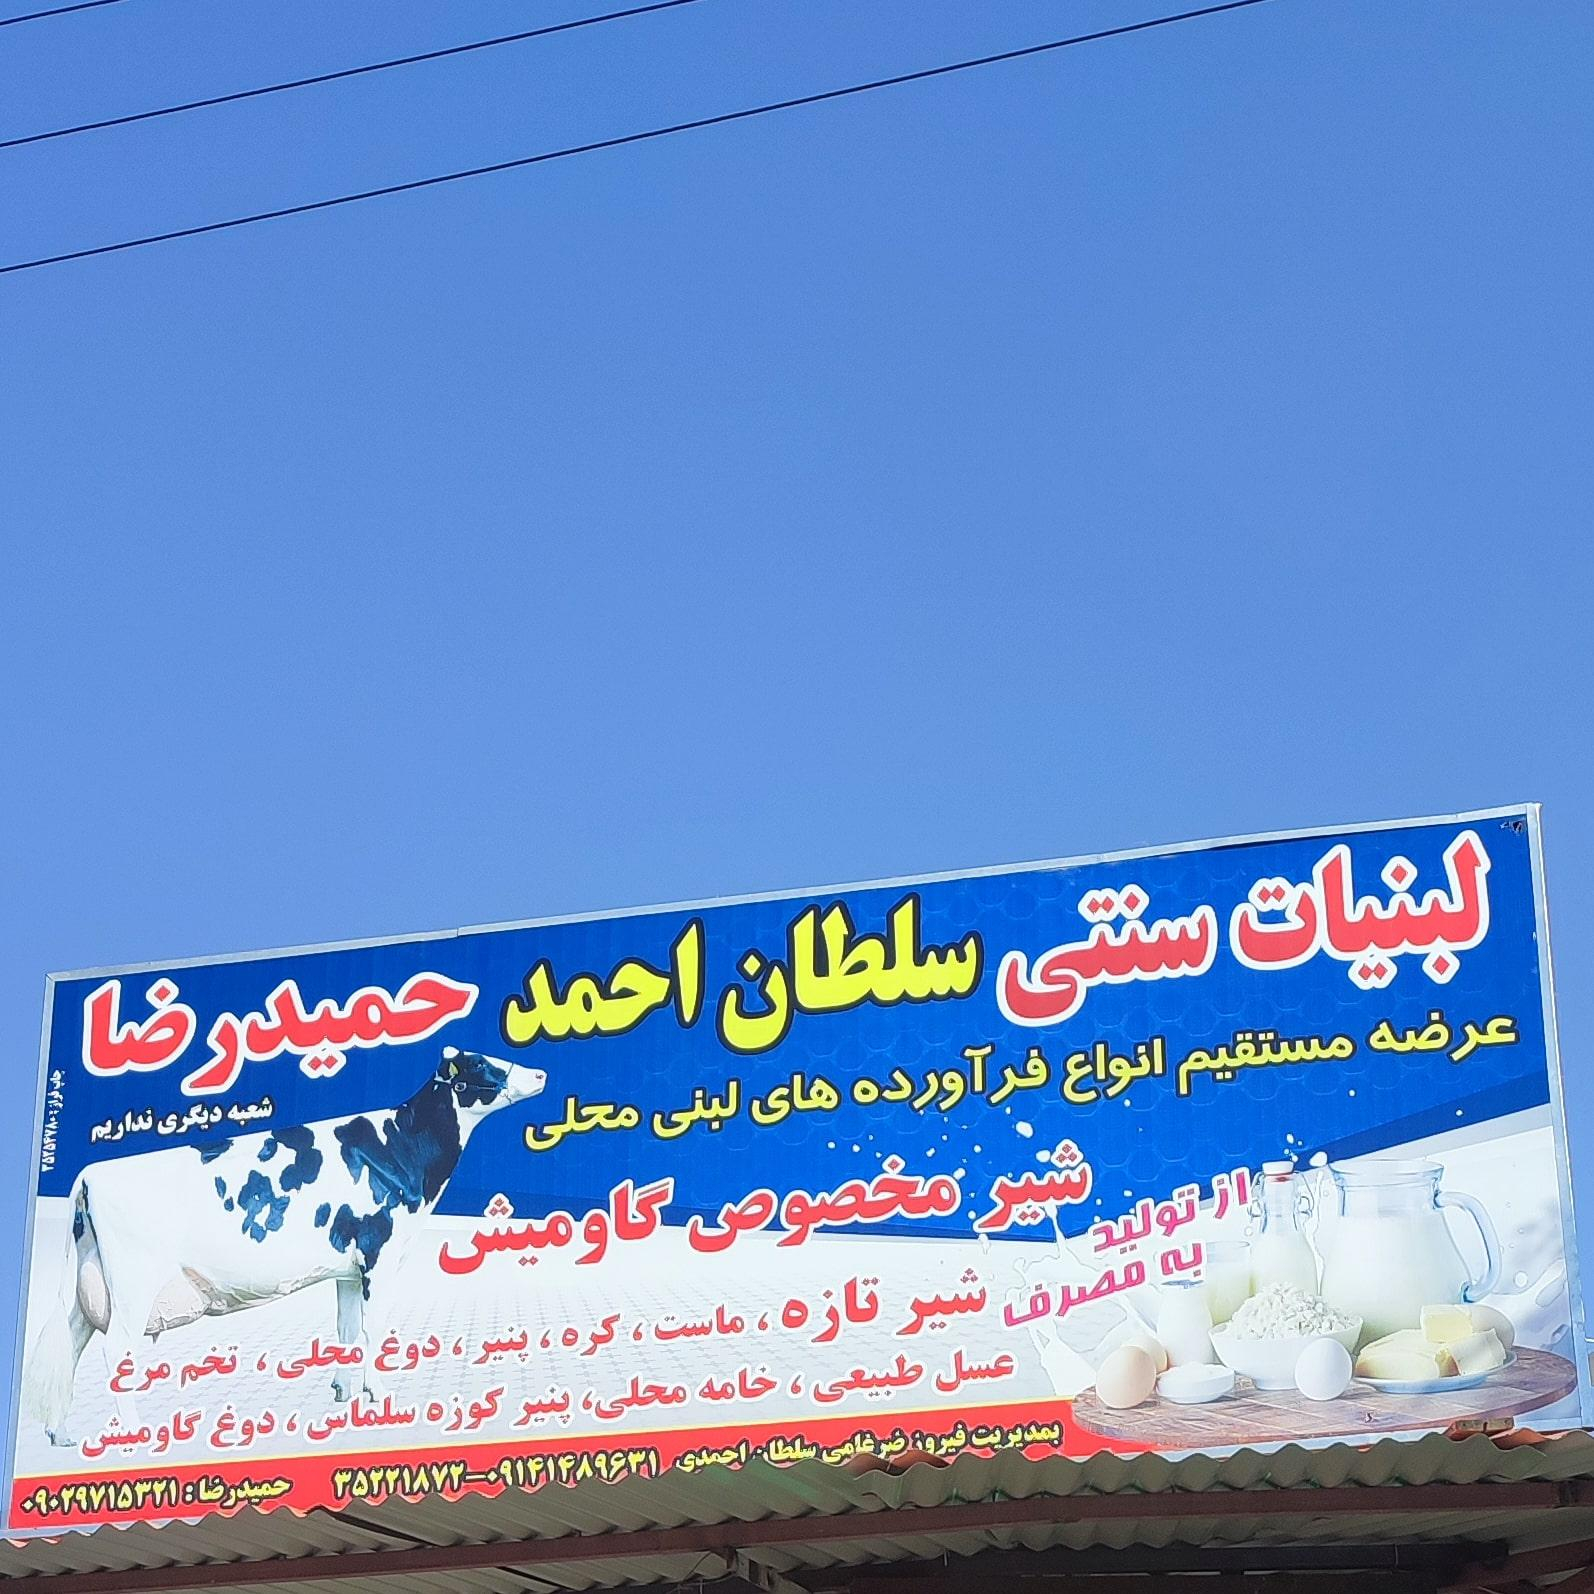 لبنیات سنتی سلطان احمد حمیدرضا
عرضه مستقیم انواع فرآورده های لبنی محلی
شعبه دیگری نداریم
شیر مخصوص گاومیش
از تولید
به مصرف
شیر تازه ، ماست ، کره ، پنیر ، دوغ محلی ، تخم مرغ
عسل طبیعی ، خامه محلی، پنیر کوزه سلماس ، دوغ گاومیش
بمدیریت فیروز ضرغامی سلطان احمدی ۰۹۱۴۱۴۸۹۶۳۱-۳۵۲۲۱۸۷۲ حمیدرضا : ۰۹۰۲۹۷۱۵۳۲۱